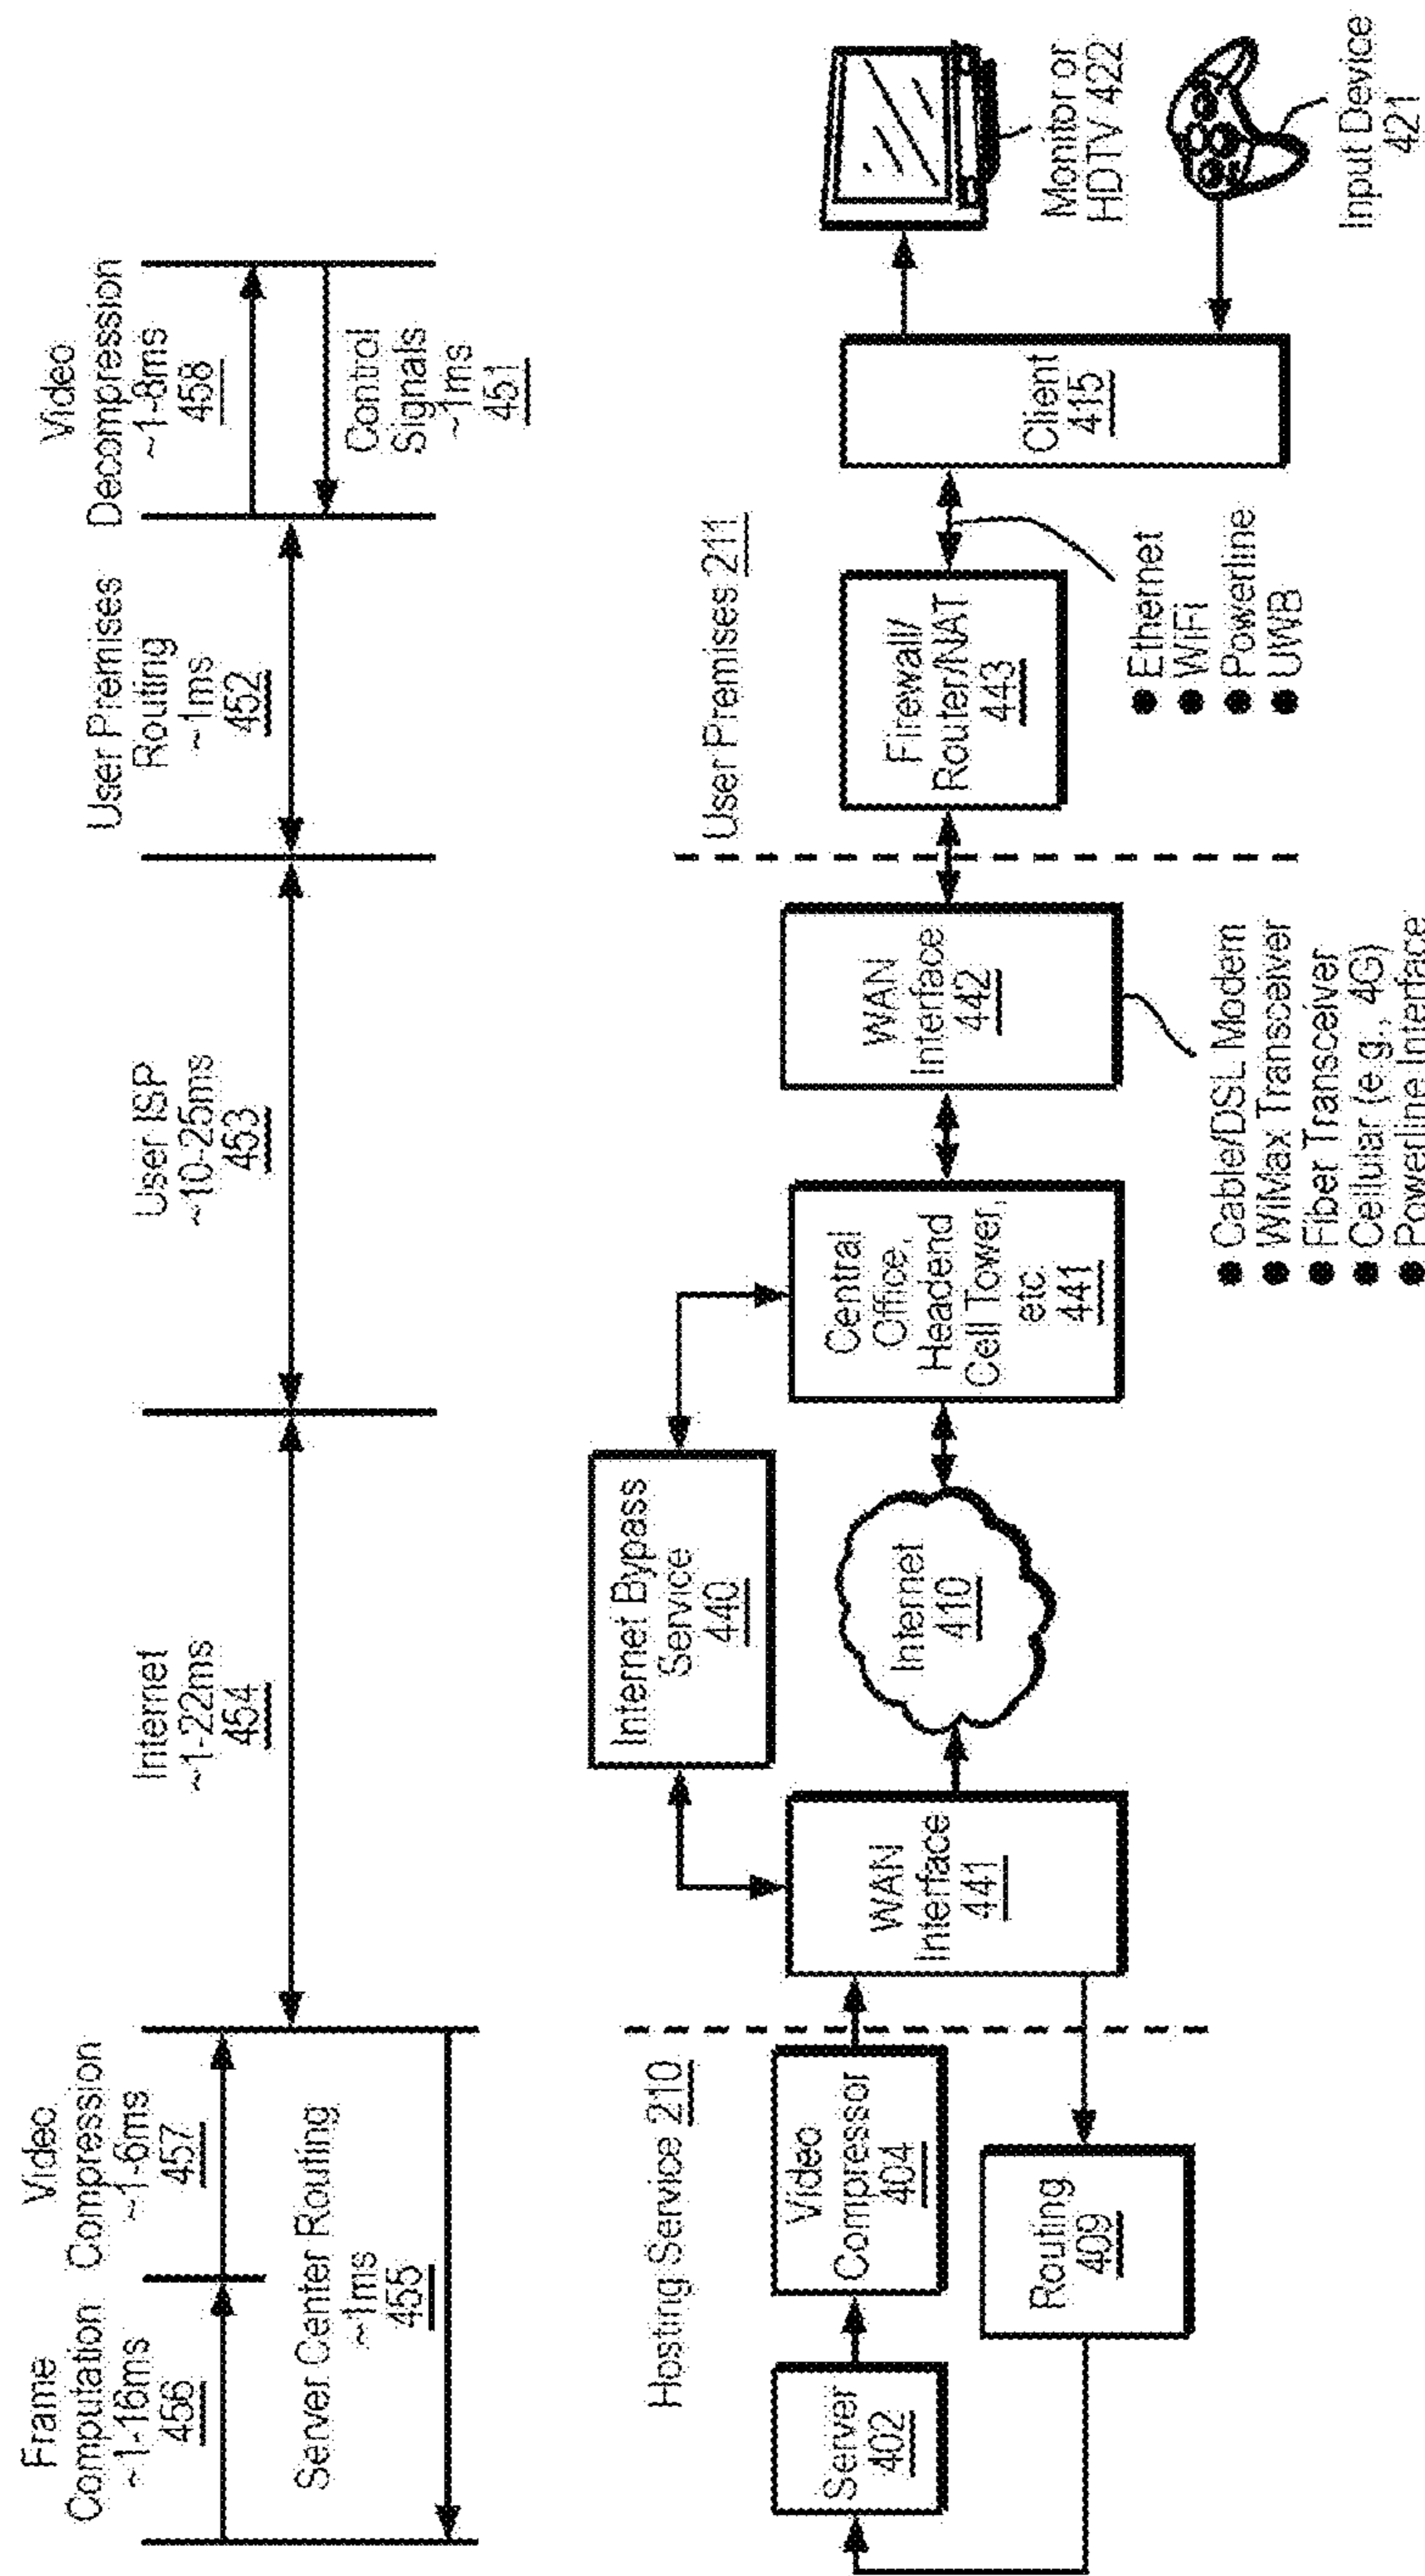 Frame
Computation
~1-16ms
456
Video
Compression
~1-6ms
457
Server Center Routing
~1ms
455
Internet
~1-22ms
454
User ISP
~10-25ms
453
User Premises
Routing
~1ms
452
Video
Decompression
~1-8ms
458
Control
Signals
~1ms
451
Hosting Service 210
Server
402
Video
Compressor
404
Routing
409
WAN
Interface
441
Internet Bypass
Service
440
Internet
410
Central
Office,
Headend
Cell Tower,
etc
441
WAN
Interface
442
● Cable/DSL Modem
● WiMax Transceiver
● Fiber Transceiver
● Cellular (e.g., 4G)
● Powerline Interface
User Premises 211
Firewall/
Router/NAT
443
● Ethernet
● WiFi
● Powerline
● UWB
Client
415
Monitor or
HDTV 422
Input Device
421